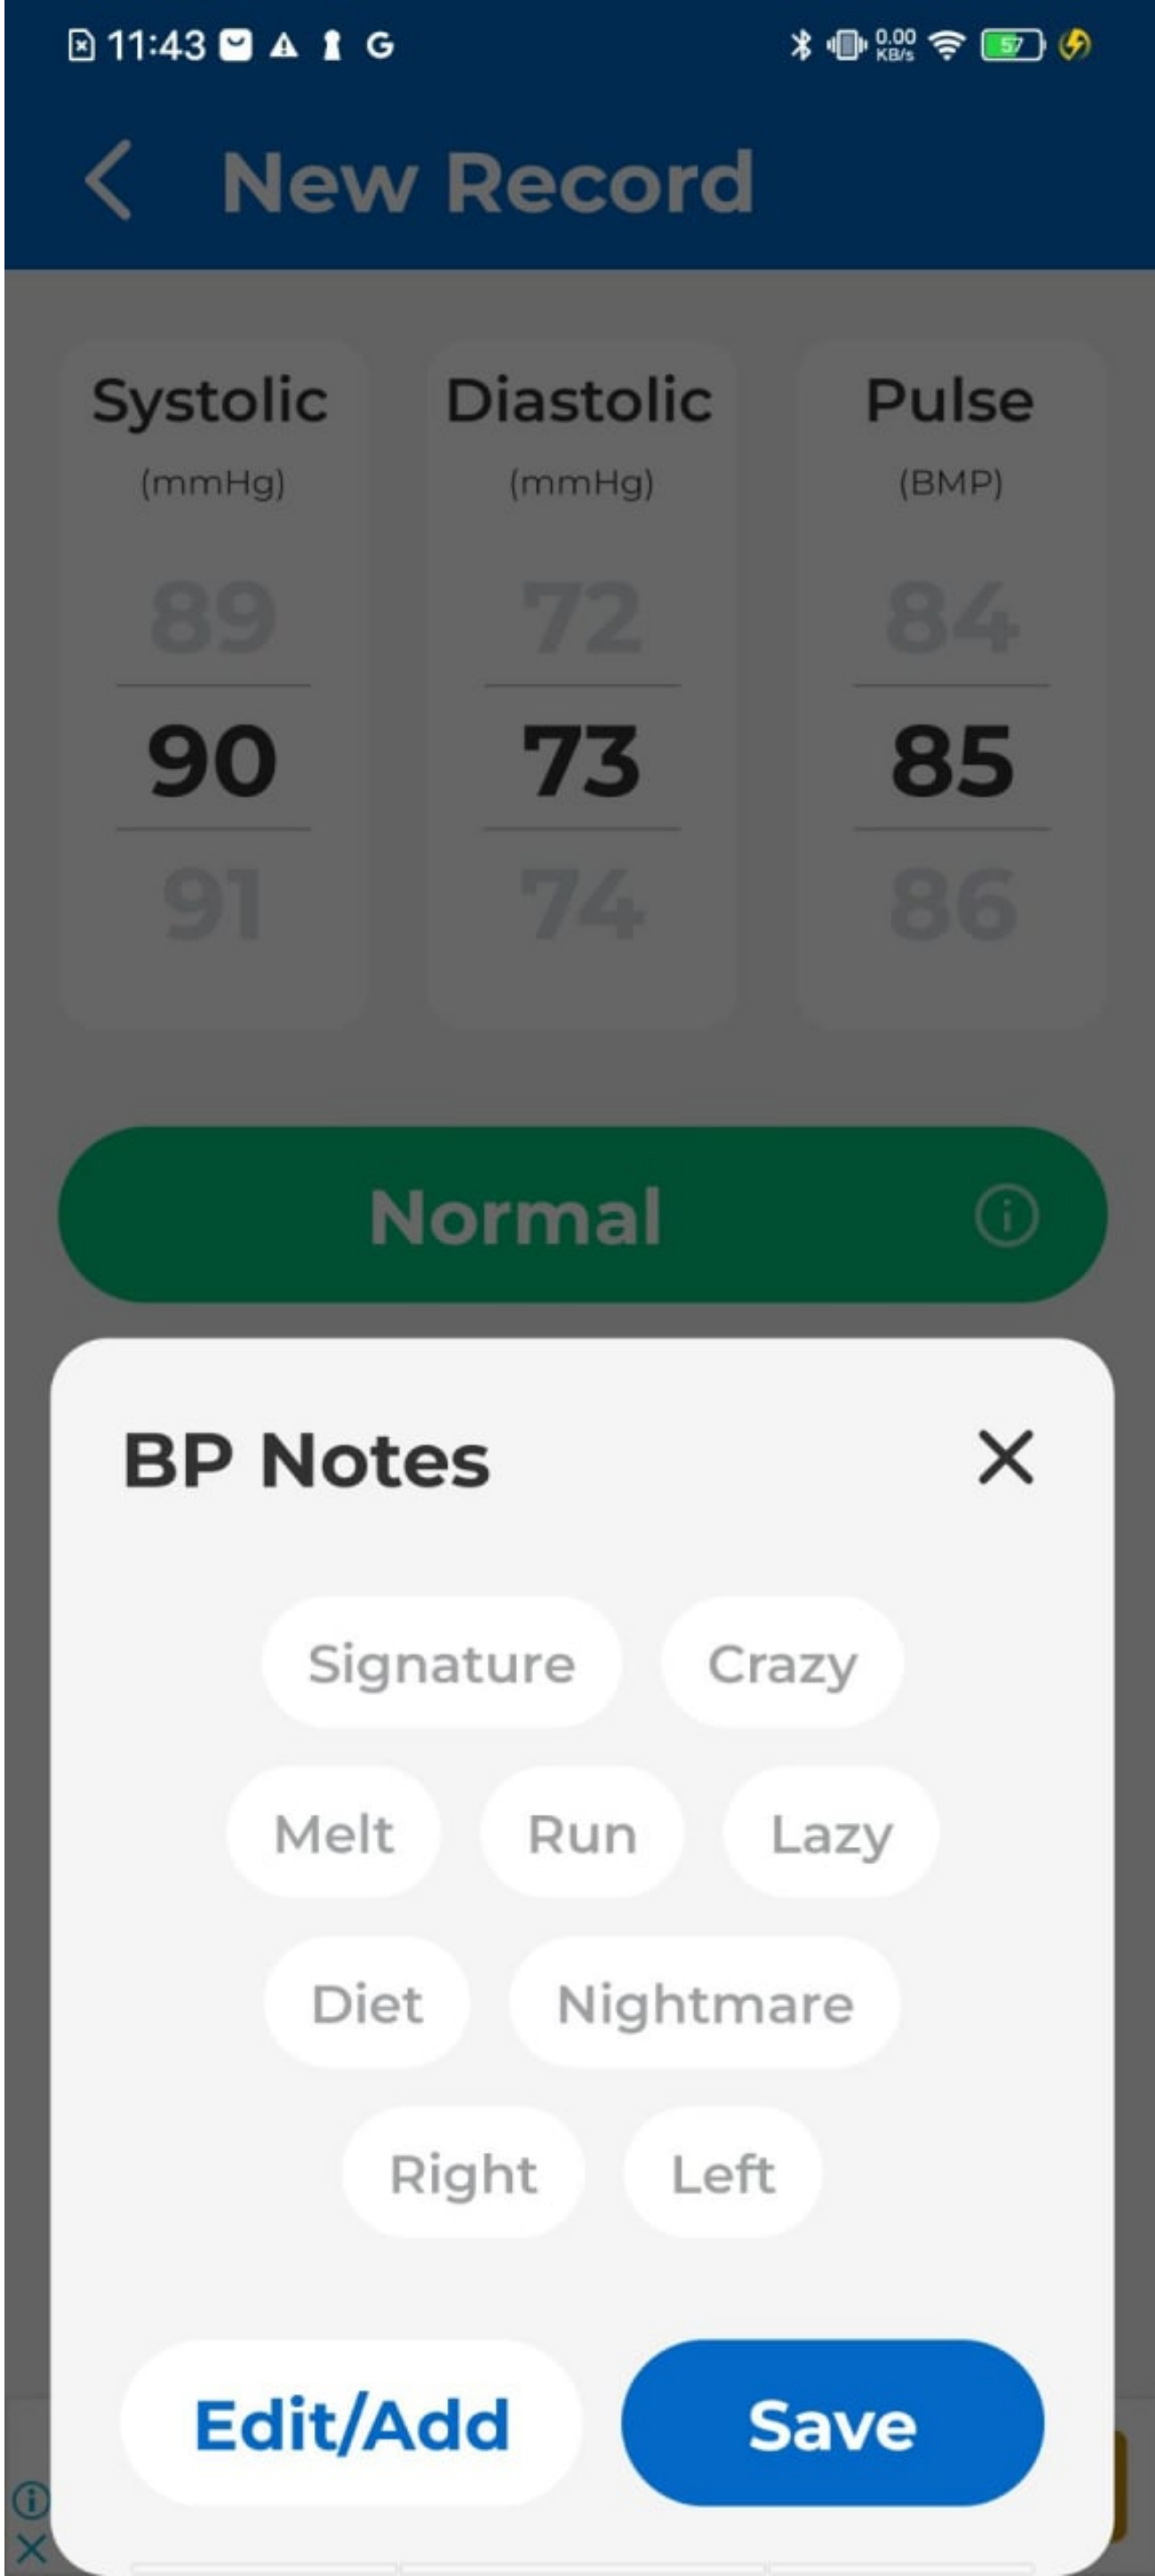 11:43 G 0.00 KB/s 57
New Record
Systolic Diastolic Pulse
(mmHg) (mmHg) (BMP)
89 72 84
90 73 85
91 74 86
Normal
BP Notes
Signature Crazy
Melt Run Lazy
Diet Nightmare
Right Left
Edit/Add Save